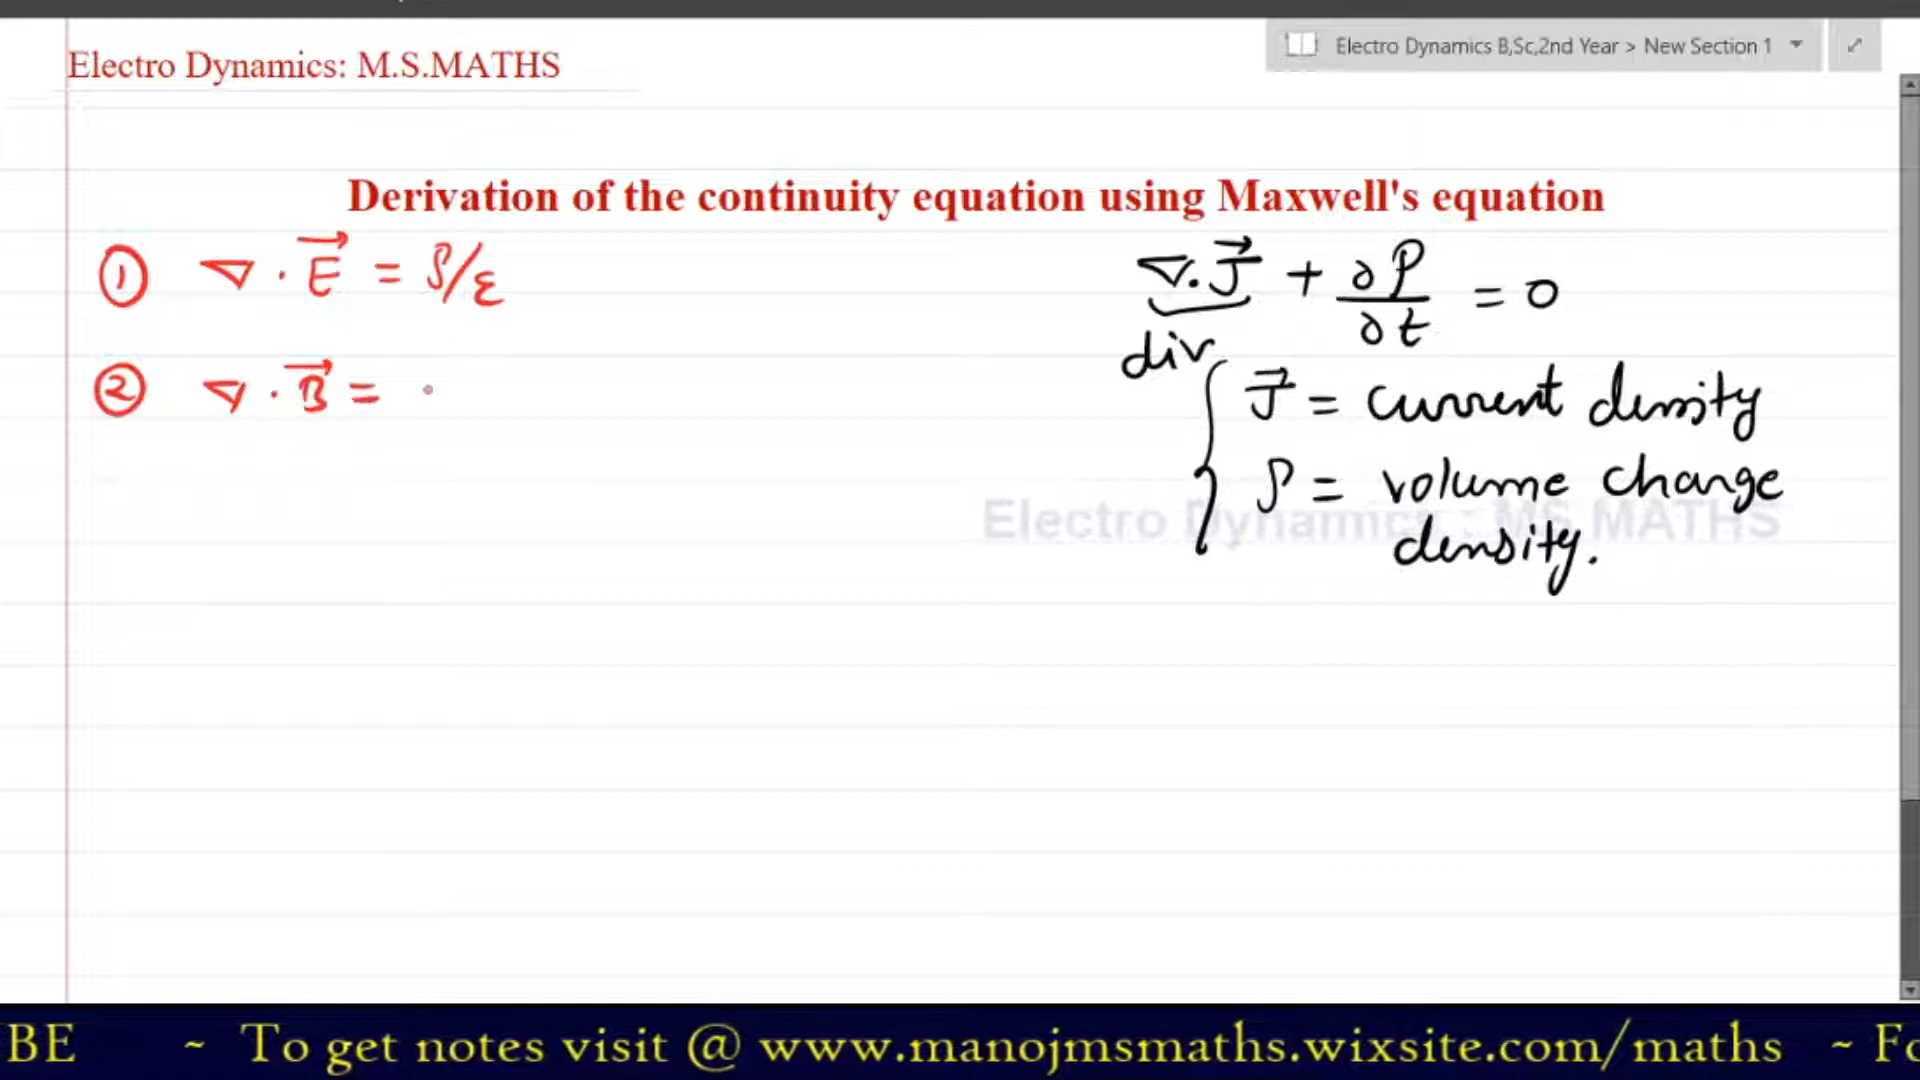 Electro Dynamics: M.S.MATHS
Electro Dynamics B,Sc,2nd Year > New Section 1
Derivation of the continuity equation using Maxwell's equation
① ∇ · E⃗ = ρ/ε
② ∇ · B⃗ =
∇·J⃗ + ∂ρ/∂t = 0
div
J⃗ = current density
ρ = volume change
density.
Electro Dynamics : MS MATHS
BE ~ To get notes visit @ www.manojmsmaths.wixsite.com/maths ~ Fo